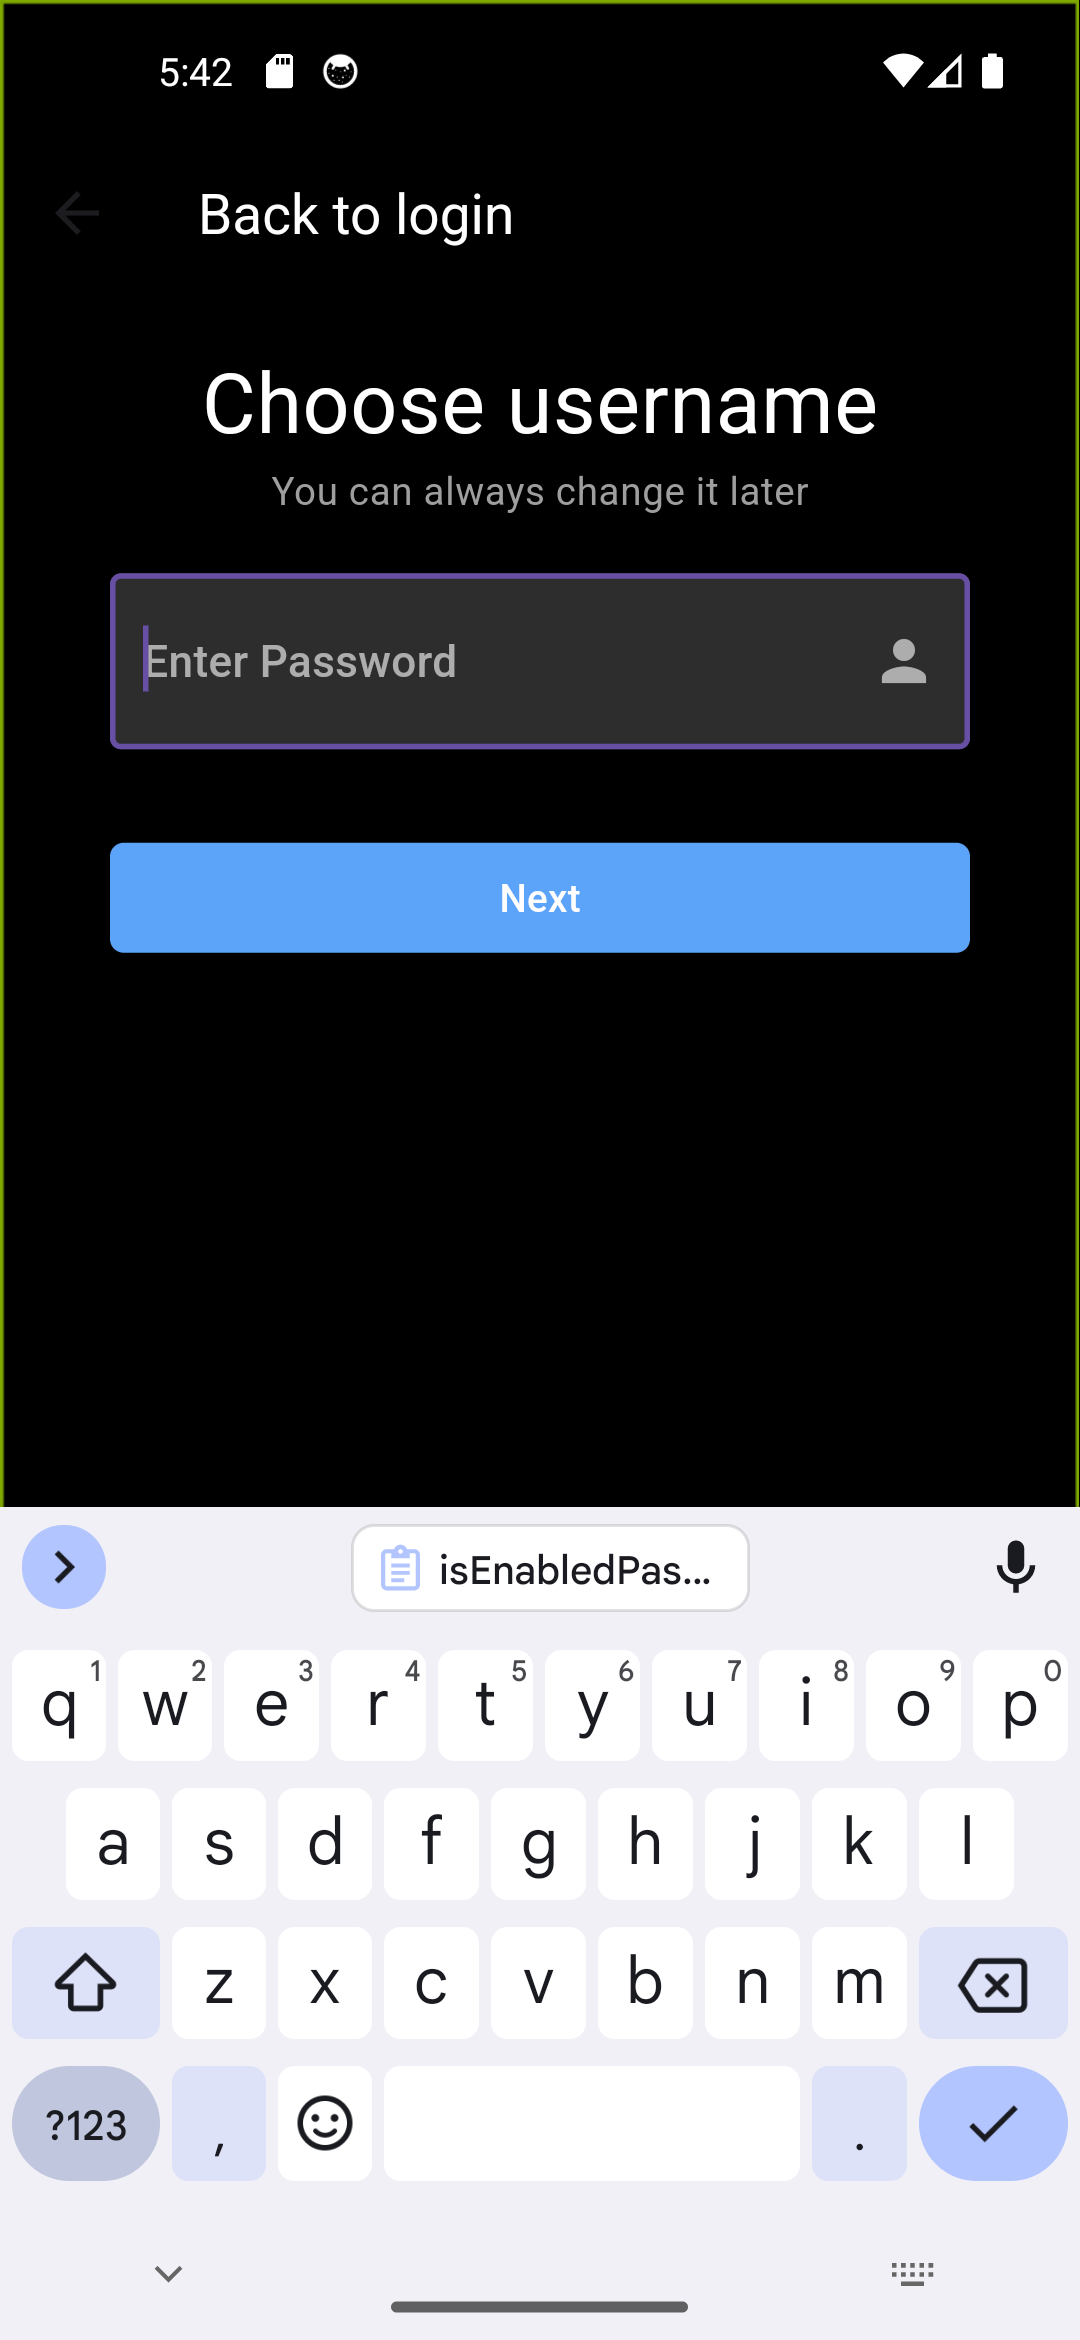 5:42
Back to login
Choose username
You can always change it later
Enter Password
Next
isEnabledPas...
q 1 w 2 e 3 r 4 t 5 y 6 u 7 i 8 o 9 p 0
a s d f g h j k l
z x c v b n m
?123 , .